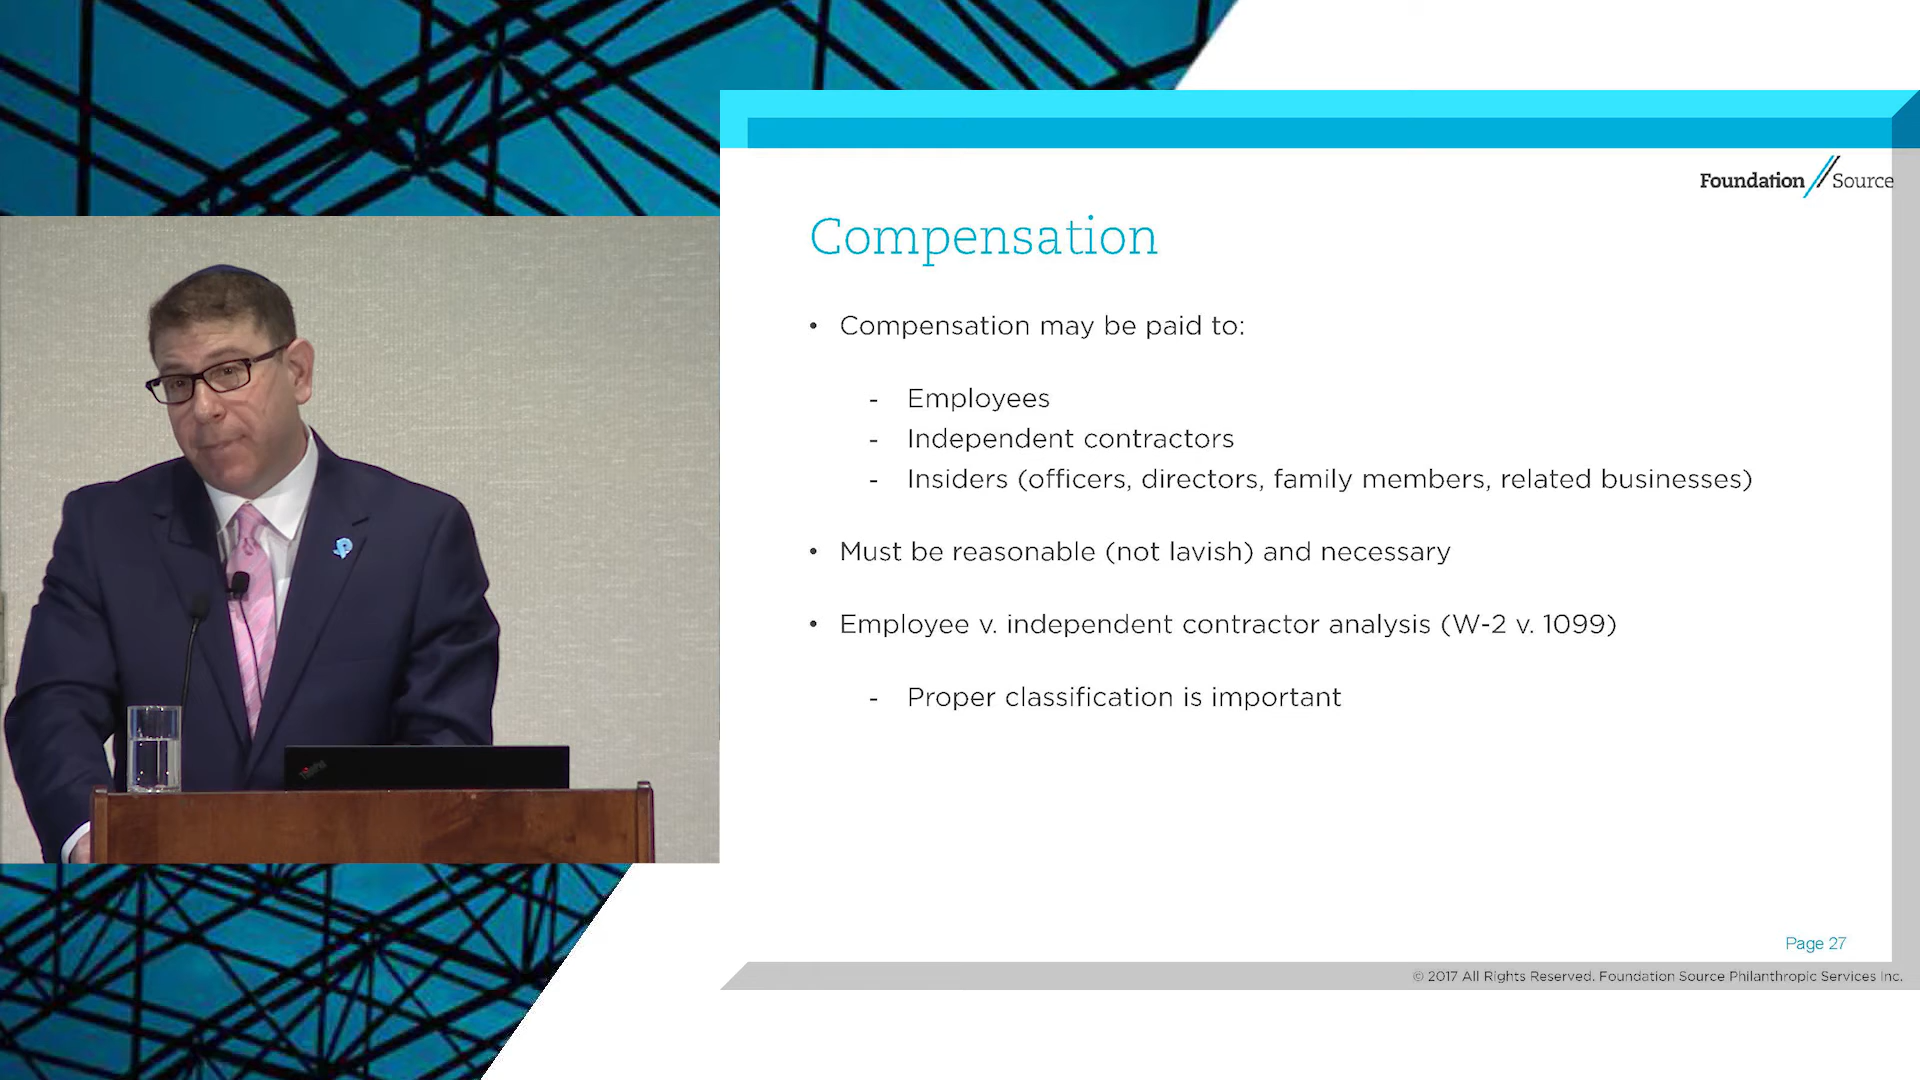 Foundation Source
Compensation
• Compensation may be paid to:
- Employees
- Independent contractors
- Insiders (officers, directors, family members, related businesses)
• Must be reasonable (not lavish) and necessary
• Employee v. independent contractor analysis (W-2 v. 1099)
- Proper classification is important
ThinkPad
Page 27
© 2017 All Rights Reserved. Foundation Source Philanthropic Services Inc.